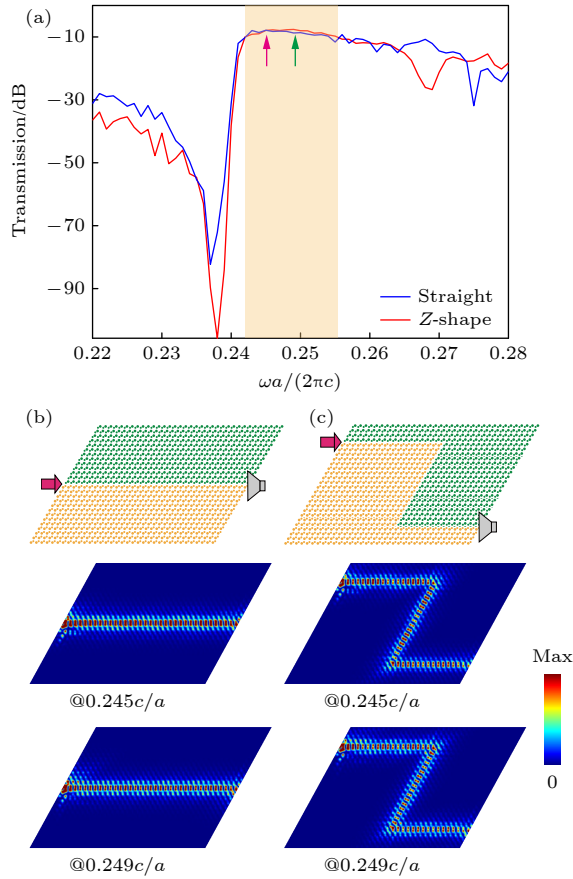 (a)
−10
−30
−50
−70
−90
Transmission/dB
Straight
Z-shape
0.22 0.23 0.24 0.25 0.26 0.27 0.28
ωa/(2πc)
(b) (c)
Max
0
@0.245c/a @0.245c/a
@0.249c/a @0.249c/a